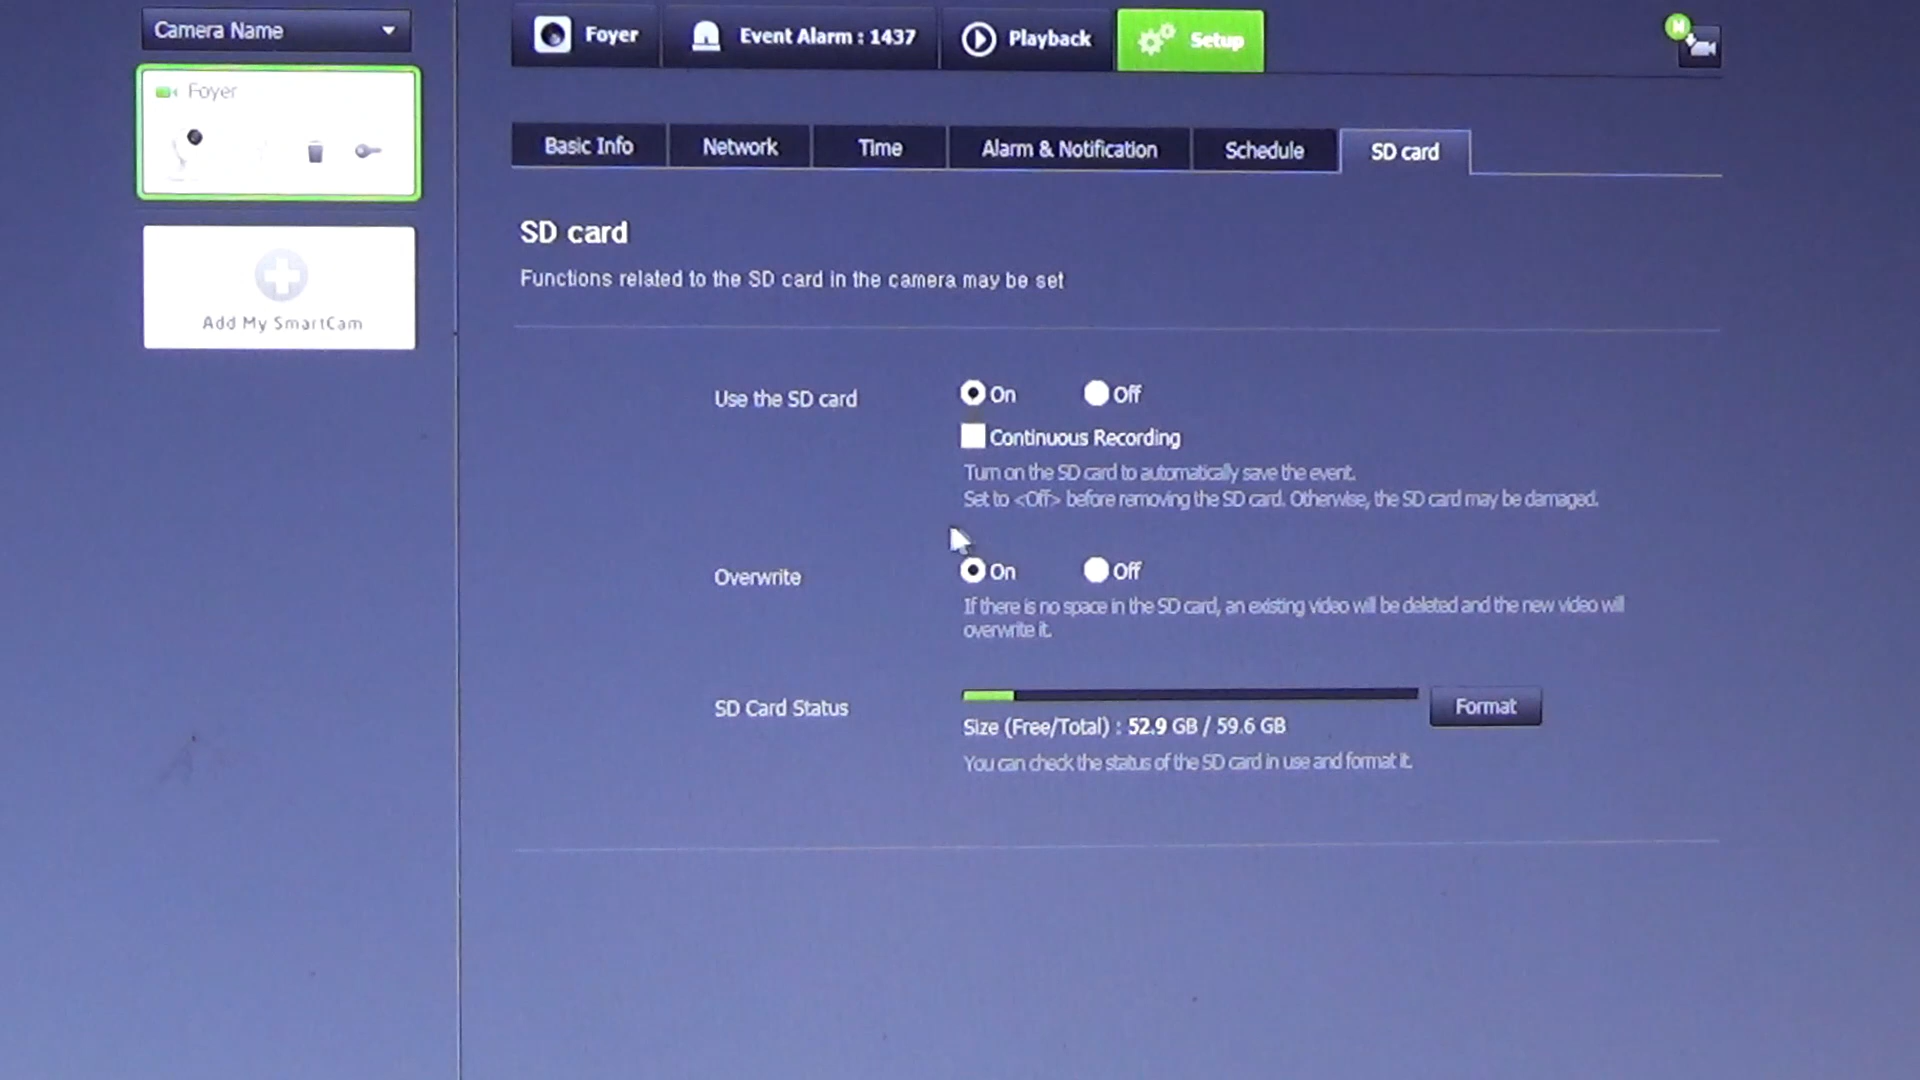 Camera Name
Foyer
Event Alarm : 1437
Playback
Setup
Foyer
Add My SmartCam
Basic Info
Network
Time
Alarm & Notification
Schedule
SD card
SD card
Functions related to the SD card in the camera may be set
Use the SD card
On
Off
Continuous Recording
Turn on the SD card to automatically save the event.
Set to <Off> before removing the SD card. Otherwise, the SD card may be damaged.
Overwrite
On
Off
If there is no space in the SD card, an existing video will be deleted and the new video will
overwrite it.
SD Card Status
Format
Size (Free/Total) : 52.9 GB / 59.6 GB
You can check the status of the SD card in use and format it.